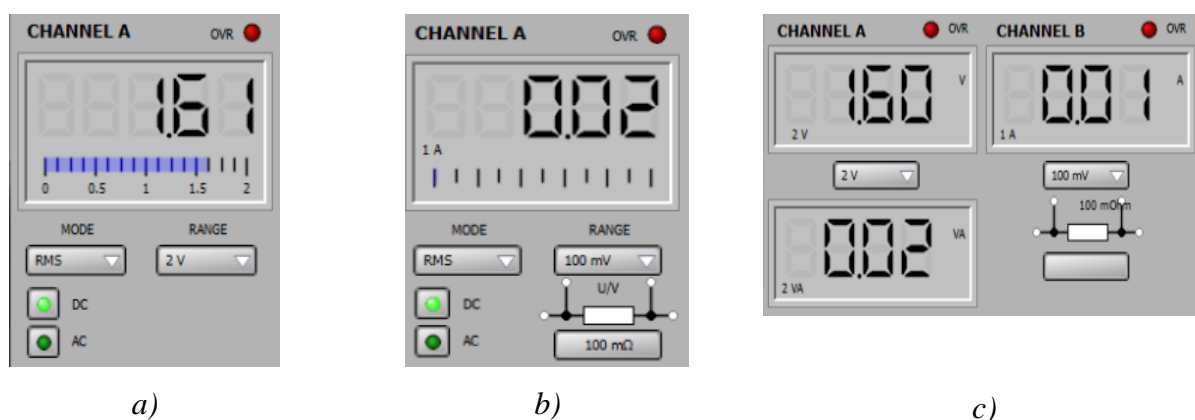 CHANNEL A OVR
1.61
0 0.5 1 1.5 2
MODE RANGE
RMS 2 V
DC
AC
a)
CHANNEL A OVR
0.02
1 A
MODE RANGE
RMS 100 mV
U/V
DC
AC 100 mΩ
b)
CHANNEL A OVR CHANNEL B OVR
1.60 V 0.01 A
2 V 1 A
2 V 100 mV
100 mOhm
0.02 VA
2 VA
c)